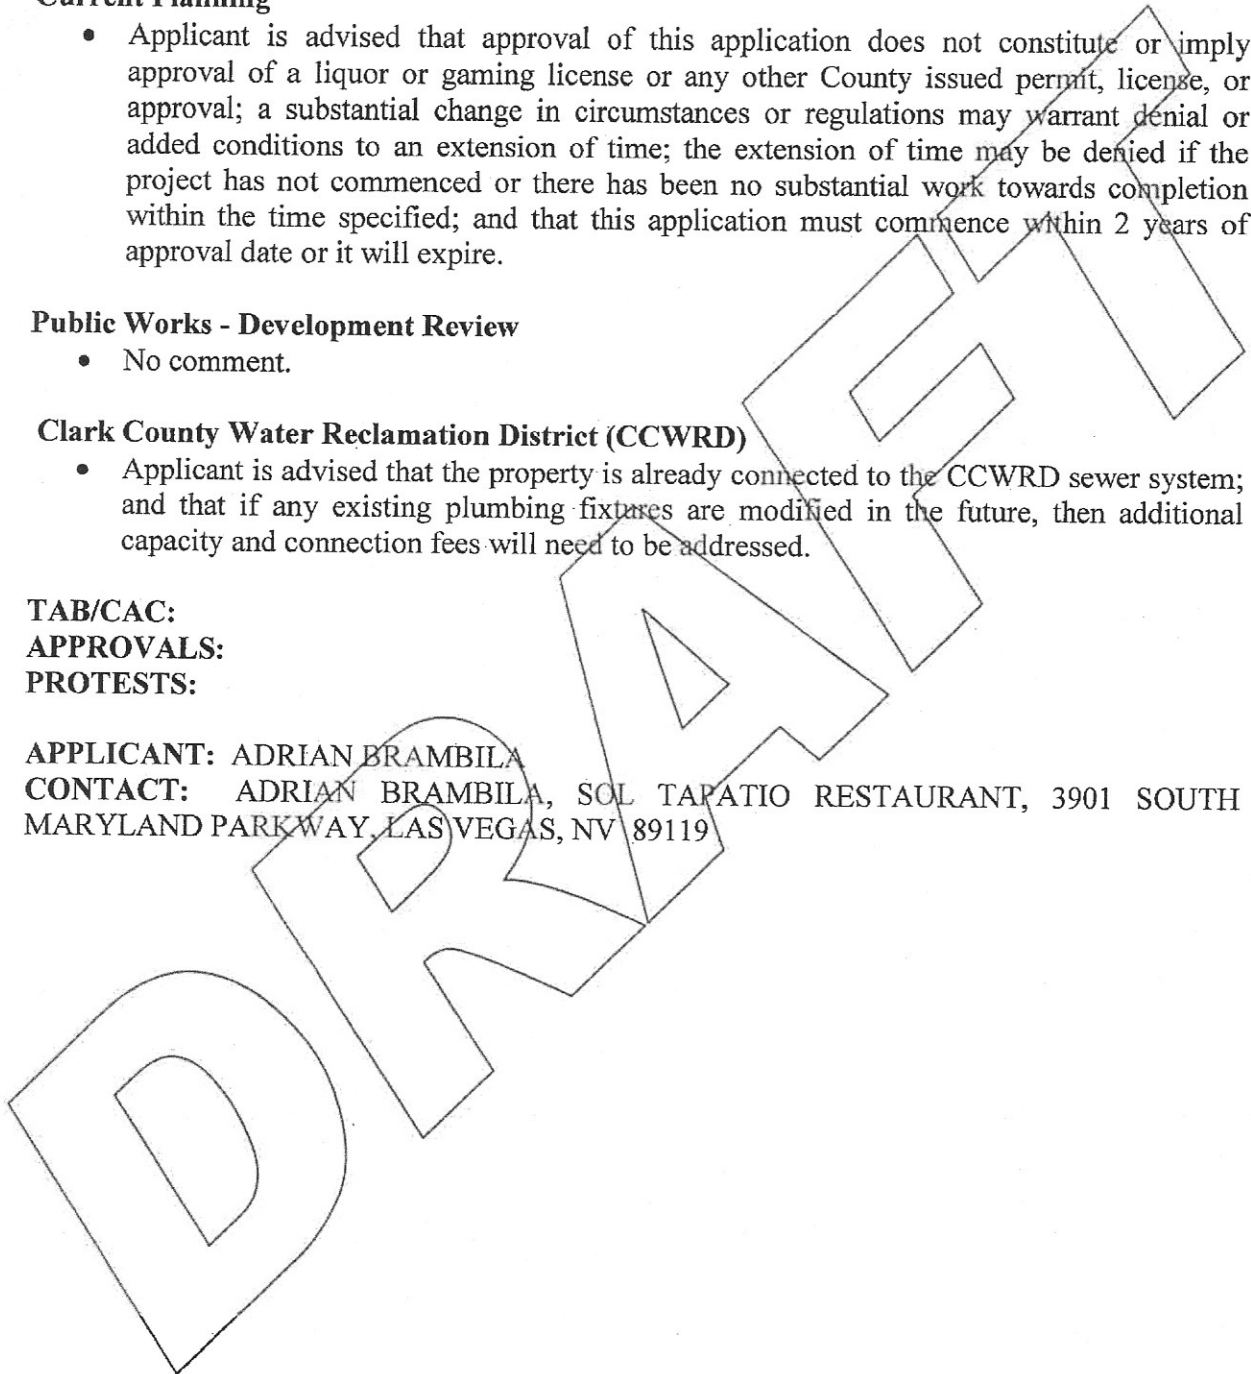 Current Planning
• Applicant is advised that approval of this application does not constitute or imply
approval of a liquor or gaming license or any other County issued permit, license, or
approval; a substantial change in circumstances or regulations may warrant denial or
added conditions to an extension of time; the extension of time may be denied if the
project has not commenced or there has been no substantial work towards completion
within the time specified; and that this application must commence within 2 years of
approval date or it will expire.
Public Works - Development Review
• No comment.
Clark County Water Reclamation District (CCWRD)
• Applicant is advised that the property is already connected to the CCWRD sewer system;
and that if any existing plumbing fixtures are modified in the future, then additional
capacity and connection fees will need to be addressed.
TAB/CAC:
APPROVALS:
PROTESTS:
APPLICANT: ADRIAN BRAMBILA
CONTACT: ADRIAN BRAMBILA, SOL TAPATIO RESTAURANT, 3901 SOUTH
MARYLAND PARKWAY, LAS VEGAS, NV 89119
DRAFT